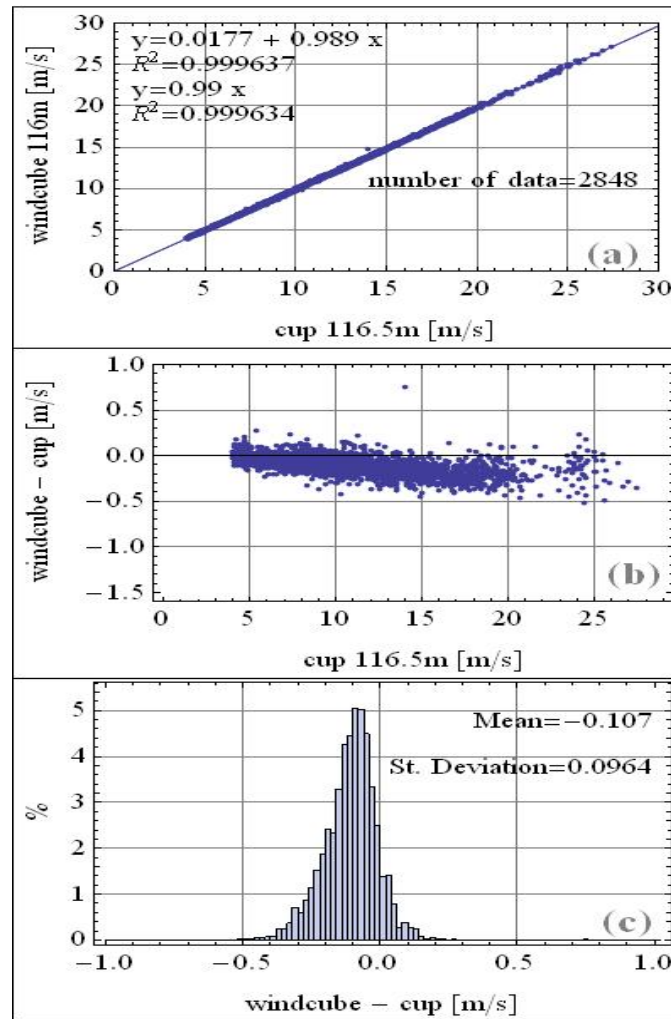 30
25
20
15
10
5
0
windcube 116m [m/s]
y=0.0177 + 0.989 x
R²=0.999637
y=0.99 x
R²=0.999634
number of data=2848
(a)
0 5 10 15 20 25 30
cup 116.5m [m/s]
1.0
0.5
0.0
−0.5
−1.0
−1.5
windcube − cup [m/s]
(b)
0 5 10 15 20 25
cup 116.5m [m/s]
5
4
3
2
1
0
%
Mean=−0.107
St. Deviation=0.0964
(c)
−1.0 −0.5 0.0 0.5 1.0
windcube − cup [m/s]